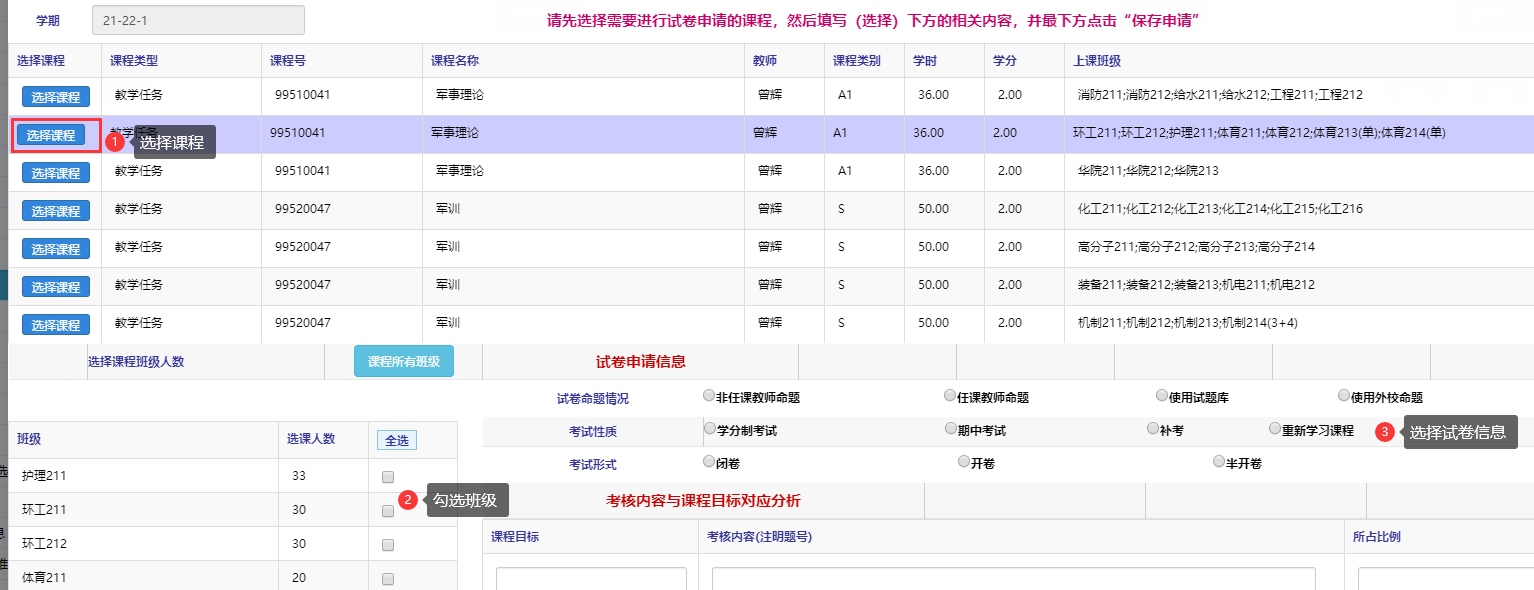 学期 21-22-1 请先选择需要进行试卷申请的课程，然后填写（选择）下方的相关内容，并最下方点击“保存申请”
选择课程 课程类型 课程号 课程名称 教师 课程类别 学时 学分 上课班级
选择课程 教学任务 99510041 军事理论 曾辉 A1 36.00 2.00 消防211;消防212;给水211;给水212;工程211;工程212
选择课程 教学任务 99510041 军事理论 曾辉 A1 36.00 2.00 环工211;环工212;护理211;体育211;体育212;体育213(单);体育214(单)
1 选择课程
选择课程 教学任务 99510041 军事理论 曾辉 A1 36.00 2.00 华院211;华院212;华院213
选择课程 教学任务 99520047 军训 曾辉 S 50.00 2.00 化工211;化工212;化工213;化工214;化工215;化工216
选择课程 教学任务 99520047 军训 曾辉 S 50.00 2.00 高分子211;高分子212;高分子213;高分子214
选择课程 教学任务 99520047 军训 曾辉 S 50.00 2.00 装备211;装备212;装备213;机电211;机电212
选择课程 教学任务 99520047 军训 曾辉 S 50.00 2.00 机制211;机制212;机制213;机制214(3+4)
选择课程班级人数 课程所有班级 试卷申请信息
试卷命题情况 非任课教师命题 任课教师命题 使用试题库 使用外校命题
考试性质 学分制考试 期中考试 补考 重新学习课程 3 选择试卷信息
班级 选课人数 全选
考试形式 闭卷 开卷 半开卷
护理211 33
环工211 30 2 勾选班级
考核内容与课程目标对应分析
环工212 30
课程目标 考核内容(注明题号) 所占比例
体育211 20